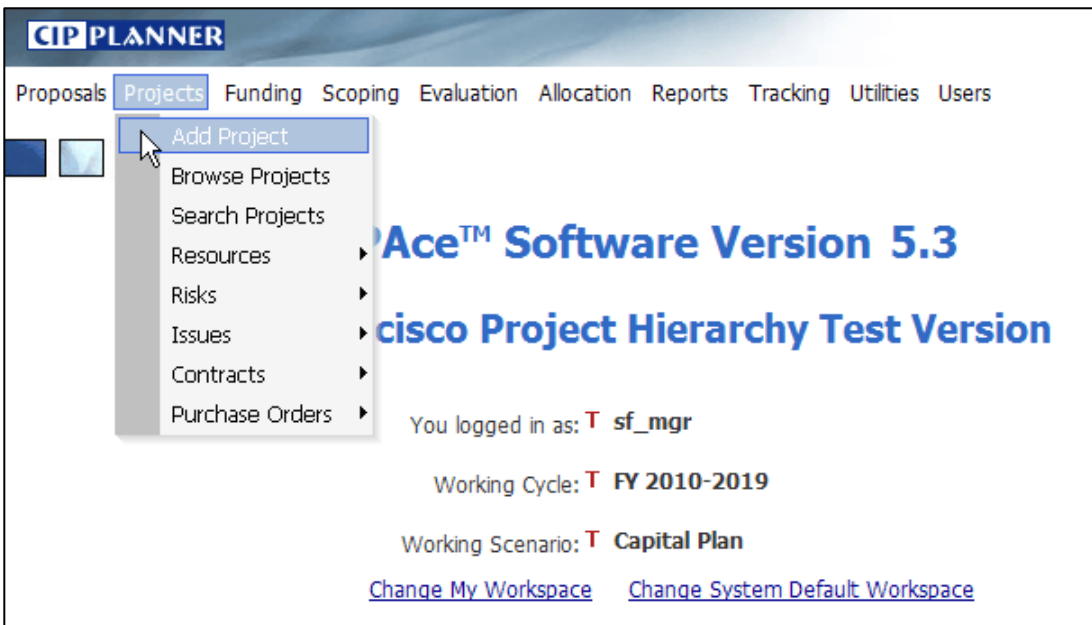 CIP PLANNER
Proposals Projects Funding Scoping Evaluation Allocation Reports Tracking Utilities Users
Add Project
Browse Projects
Search Projects
Resources
Risks
Issues
Contracts
Purchase Orders
Ace™ Software Version 5.3
cisco Project Hierarchy Test Version
You logged in as: T sf_mgr
Working Cycle: T FY 2010-2019
Working Scenario: T Capital Plan
Change My Workspace Change System Default Workspace